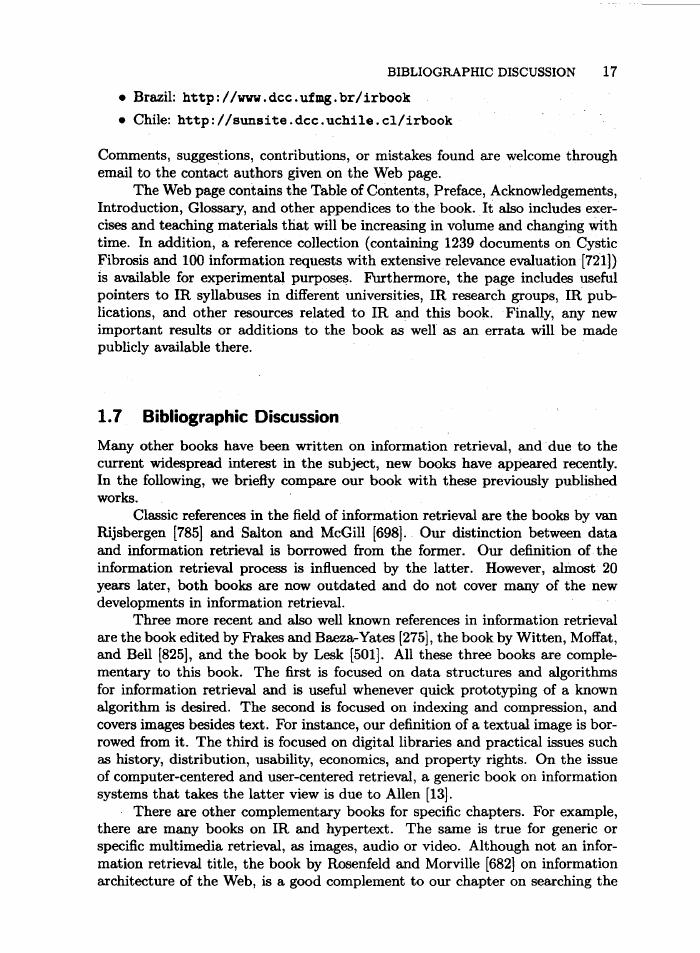 BIBLIOGRAPHIC DISCUSSION 17
• Brazil: http://www.dcc.ufmg.br/irbook
• Chile: http://sunsite.dcc.uchile.cl/irbook
Comments, suggestions, contributions, or mistakes found are welcome through
email to the contact authors given on the Web page.
The Web page contains the Table of Contents, Preface, Acknowledgements,
Introduction, Glossary, and other appendices to the book. It also includes exer-
cises and teaching materials that will be increasing in volume and changing with
time. In addition, a reference collection (containing 1239 documents on Cystic
Fibrosis and 100 information requests with extensive relevance evaluation [721])
is available for experimental purposes. Furthermore, the page includes useful
pointers to IR syllabuses in different universities, IR research groups, IR pub-
lications, and other resources related to IR and this book. Finally, any new
important results or additions to the book as well as an errata will be made
publicly available there.
1.7 Bibliographic Discussion
Many other books have been written on information retrieval, and due to the
current widespread interest in the subject, new books have appeared recently.
In the following, we briefly compare our book with these previously published
works.
Classic references in the field of information retrieval are the books by van
Rijsbergen [785] and Salton and McGill [698]. Our distinction between data
and information retrieval is borrowed from the former. Our definition of the
information retrieval process is influenced by the latter. However, almost 20
years later, both books are now outdated and do not cover many of the new
developments in information retrieval.
Three more recent and also well known references in information retrieval
are the book edited by Frakes and Baeza-Yates [275], the book by Witten, Moffat,
and Bell [825], and the book by Lesk [501]. All these three books are comple-
mentary to this book. The first is focused on data structures and algorithms
for information retrieval and is useful whenever quick prototyping of a known
algorithm is desired. The second is focused on indexing and compression, and
covers images besides text. For instance, our definition of a textual image is bor-
rowed from it. The third is focused on digital libraries and practical issues such
as history, distribution, usability, economics, and property rights. On the issue
of computer-centered and user-centered retrieval, a generic book on information
systems that takes the latter view is due to Allen [13].
There are other complementary books for specific chapters. For example,
there are many books on IR and hypertext. The same is true for generic or
specific multimedia retrieval, as images, audio or video. Although not an infor-
mation retrieval title, the book by Rosenfeld and Morville [682] on information
architecture of the Web, is a good complement to our chapter on searching the